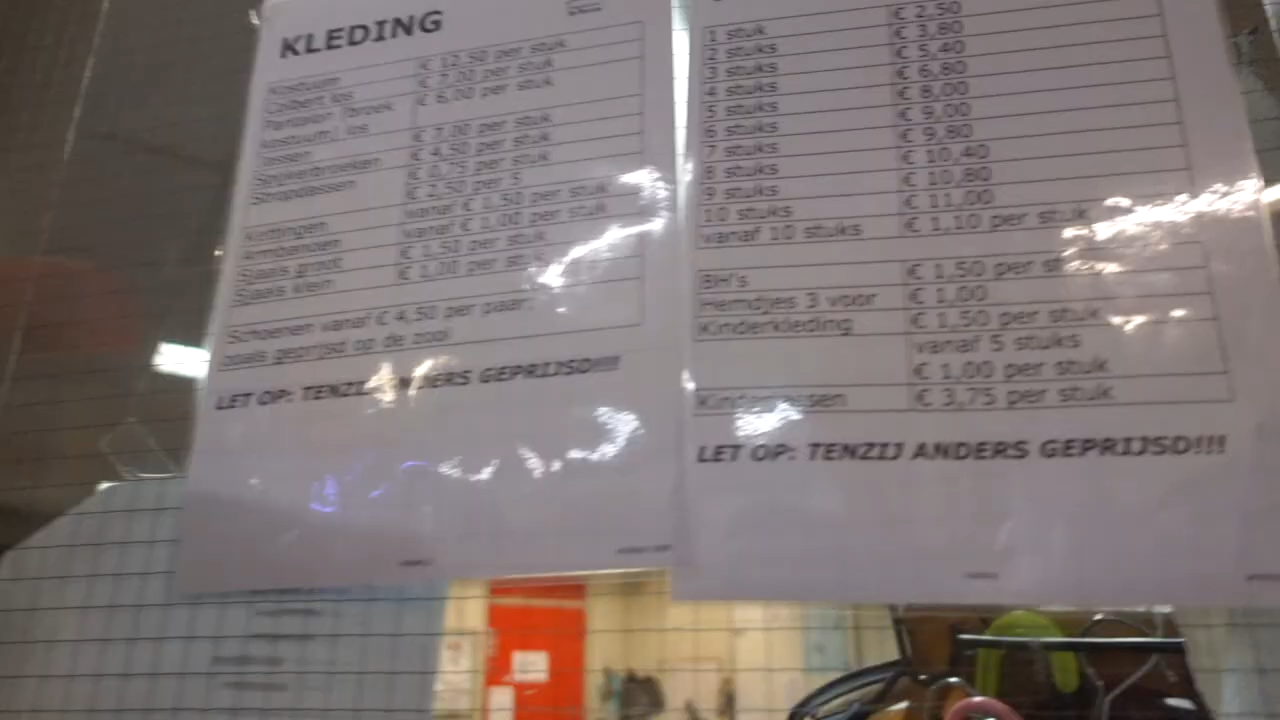 KLEDING
Kostuum € 12,50 per stuk
Colbert los € 7,00 per stuk
Pantalon (broek € 6,00 per stuk
kostuum) los
Jassen € 7,00 per stuk
Spijkerbroeken € 4,50 per stuk
Stropdassen € 0,75 per stuk
€ 2,50 per 5
Kettingen vanaf € 1,50 per stuk
Armbanden vanaf € 1,00 per stuk
Sjaals groot € 1,50 per stuk
Sjaals klein € 1,00 per stuk
Schoenen vanaf € 4,50 per paar,
zoals geprijsd op de zool
LET OP: TENZIJ ANDERS GEPRIJSD!!!
1 stuk € 2,50
2 stuks € 3,80
3 stuks € 5,40
4 stuks € 6,80
5 stuks € 8,00
6 stuks € 9,00
7 stuks € 9,80
8 stuks € 10,40
9 stuks € 10,80
10 stuks € 11,00
vanaf 10 stuks € 1,10 per stuk
BH's € 1,50 per stuk
Hemdjes 3 voor € 1,00
Kinderkleding € 1,50 per stuk
vanaf 5 stuks
€ 1,00 per stuk
Kinderjassen € 3,75 per stuk
LET OP: TENZIJ ANDERS GEPRIJSD!!!